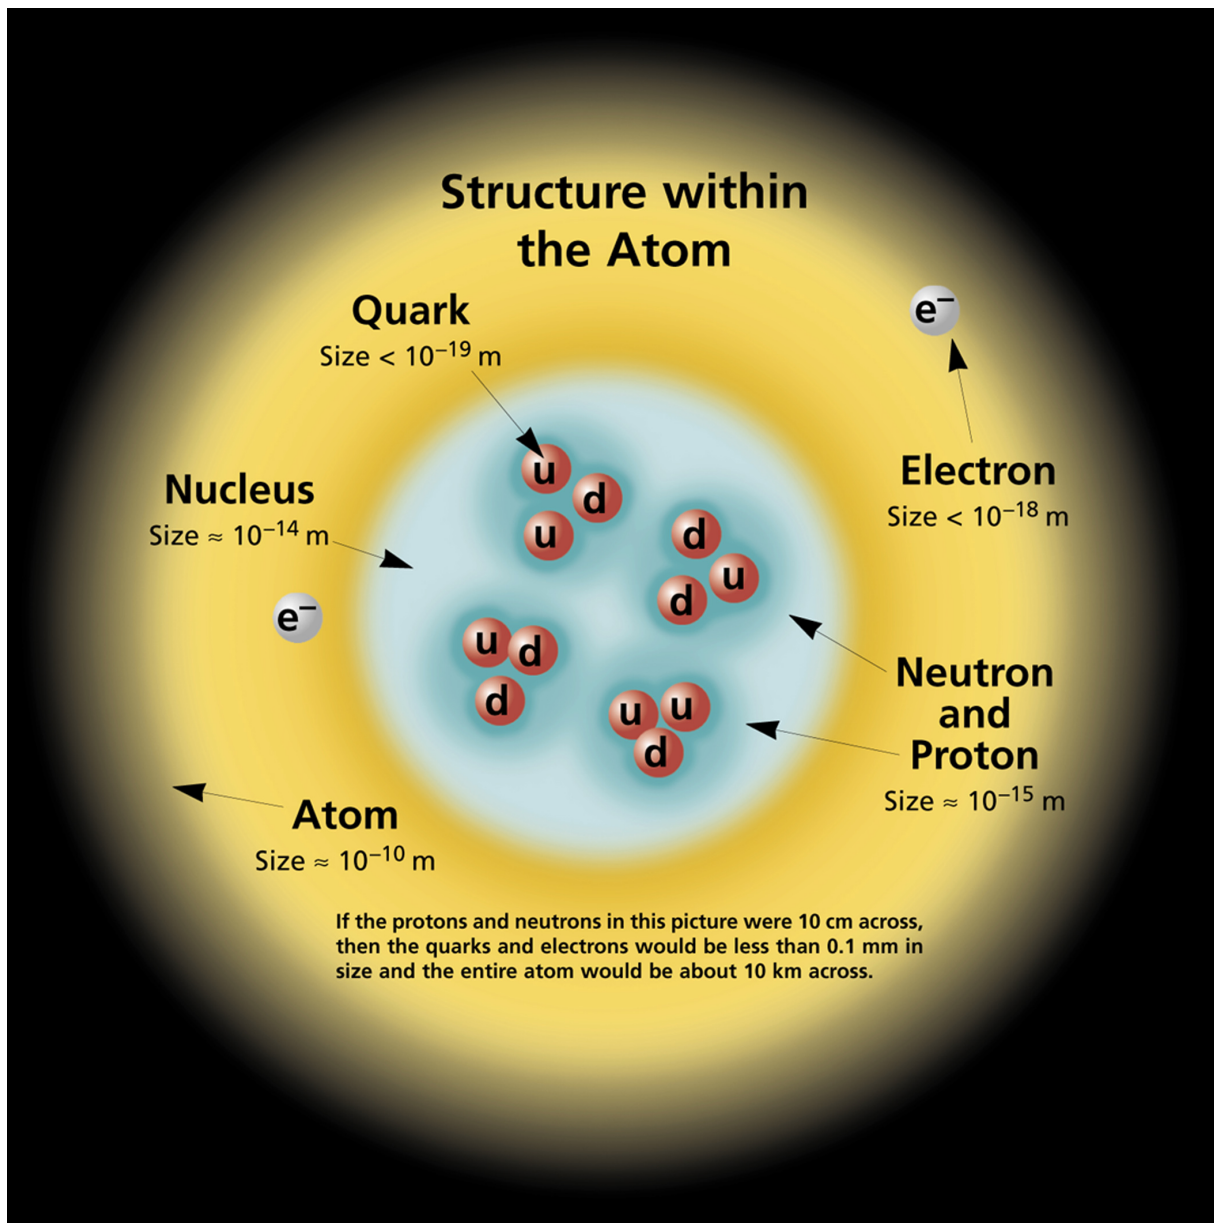 Structure within
the Atom
Quark
Size < 10⁻¹⁹ m
e⁻
Electron
Size < 10⁻¹⁸ m
Nucleus
Size ≈ 10⁻¹⁴ m
e⁻
u
d
u
d
u
d
u
d
d
u
u
d
Neutron
and
Proton
Size ≈ 10⁻¹⁵ m
Atom
Size ≈ 10⁻¹⁰ m
If the protons and neutrons in this picture were 10 cm across,
then the quarks and electrons would be less than 0.1 mm in
size and the entire atom would be about 10 km across.